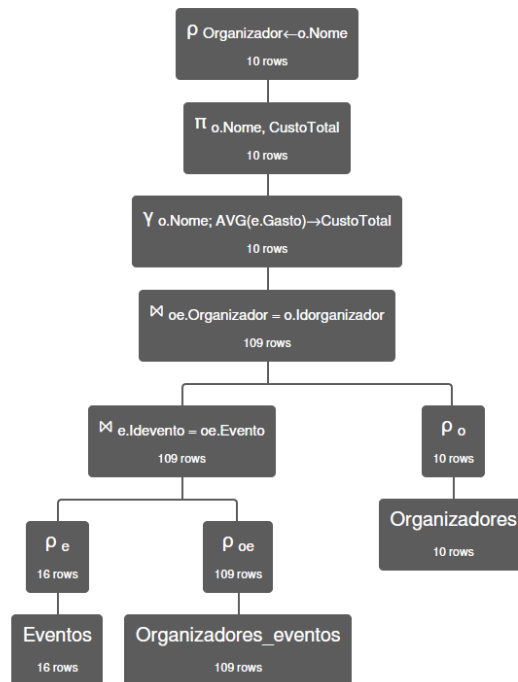 ρ Organizador←o.Nome
10 rows
π o.Nome, CustoTotal
10 rows
γ o.Nome; AVG(e.Gasto)→CustoTotal
10 rows
⋈ oe.Organizador = o.Idorganizador
109 rows
⋈ e.Idevento = oe.Evento
109 rows
ρ o
10 rows
Organizadores
10 rows
ρ e
16 rows
ρ oe
109 rows
Eventos
16 rows
Organizadores_eventos
109 rows